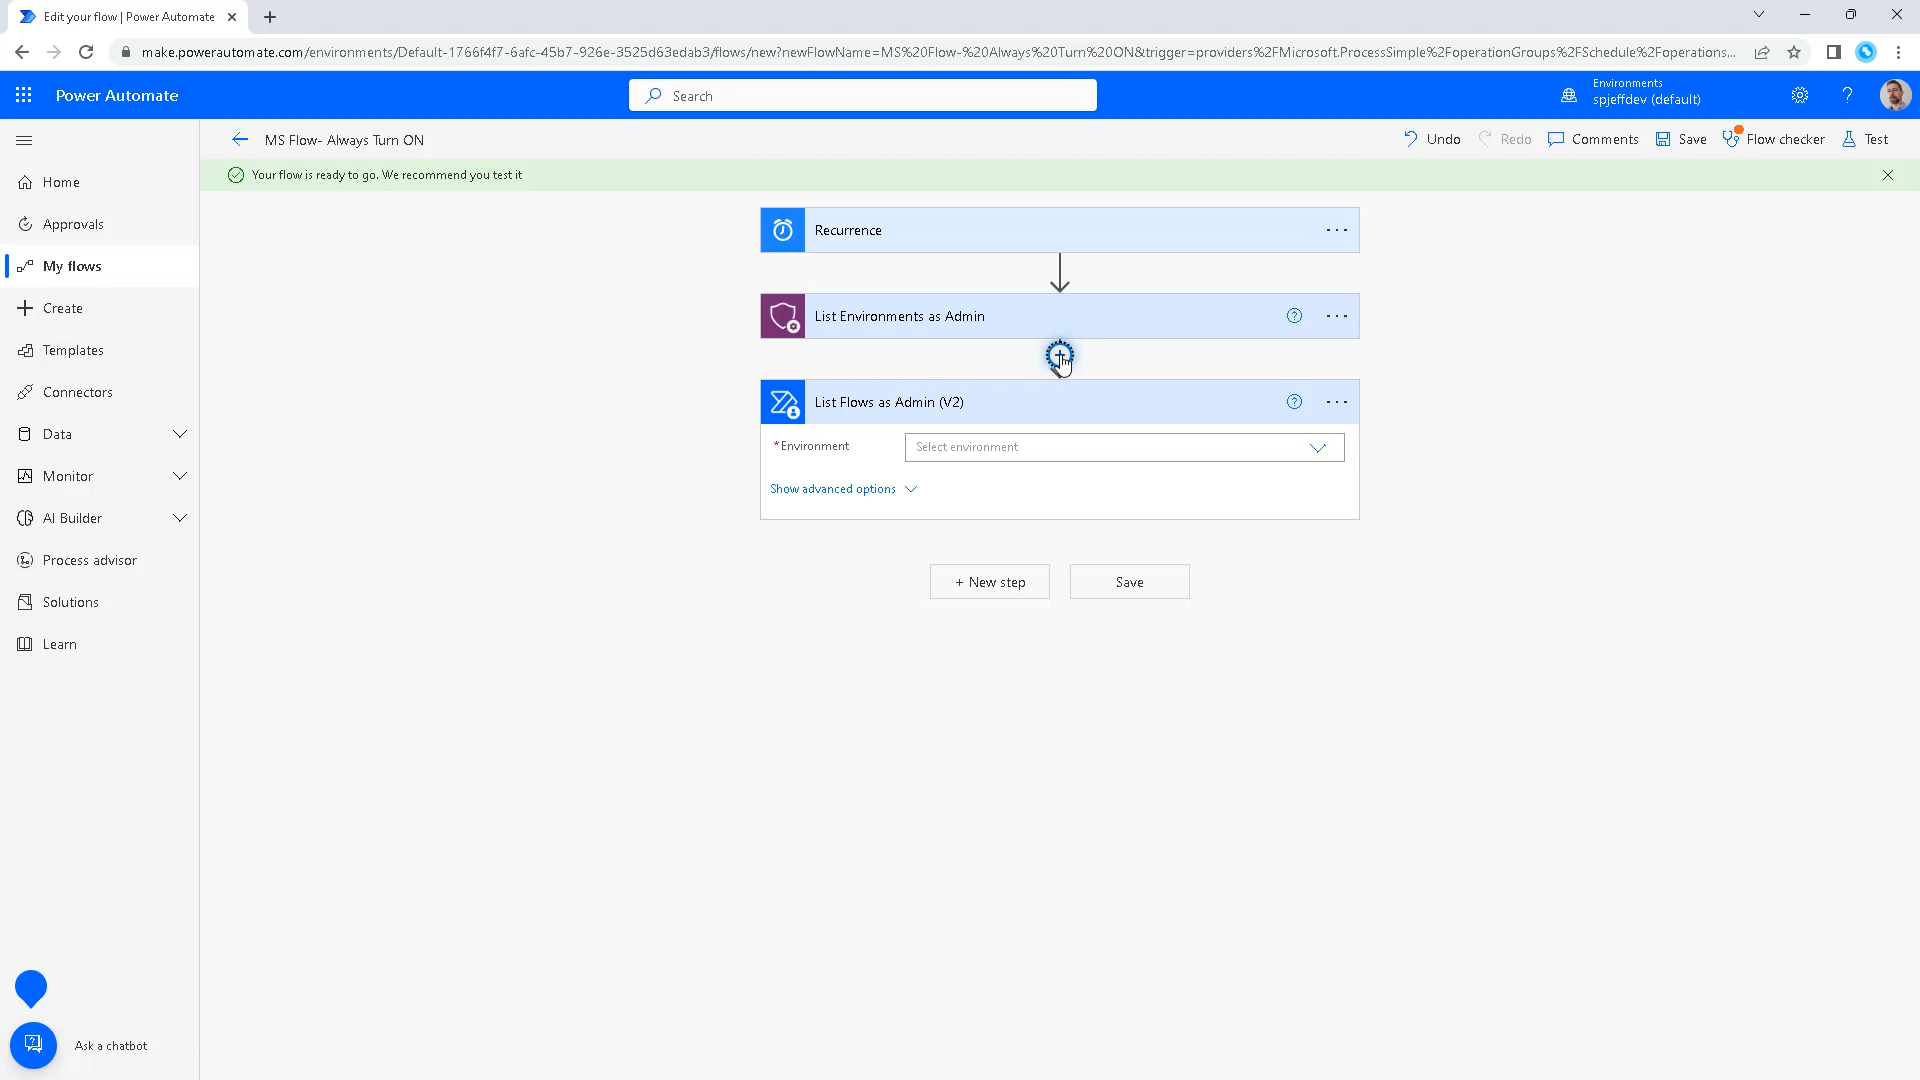 Edit your flow | Power Automate
make.powerautomate.com/environments/Default-1766f4f7-6afc-45b7-926e-3525d63edab3/flows/new?newFlowName=MS%20Flow-%20Always%20Turn%20ON&trigger=providers%2FMicrosoft.ProcessSimple%2FoperationGroups%2FSchedule%2Foperations...
Power Automate
Search
Environments
spjeffdev (default)
MS Flow- Always Turn ON
Undo
Redo
Comments
Save
Flow checker
Test
Your flow is ready to go. We recommend you test it
Home
Approvals
My flows
Create
Templates
Connectors
Data
Monitor
AI Builder
Process advisor
Solutions
Learn
Recurrence
List Environments as Admin
List Flows as Admin (V2)
*Environment
Select environment
Show advanced options
+ New step
Save
Ask a chatbot